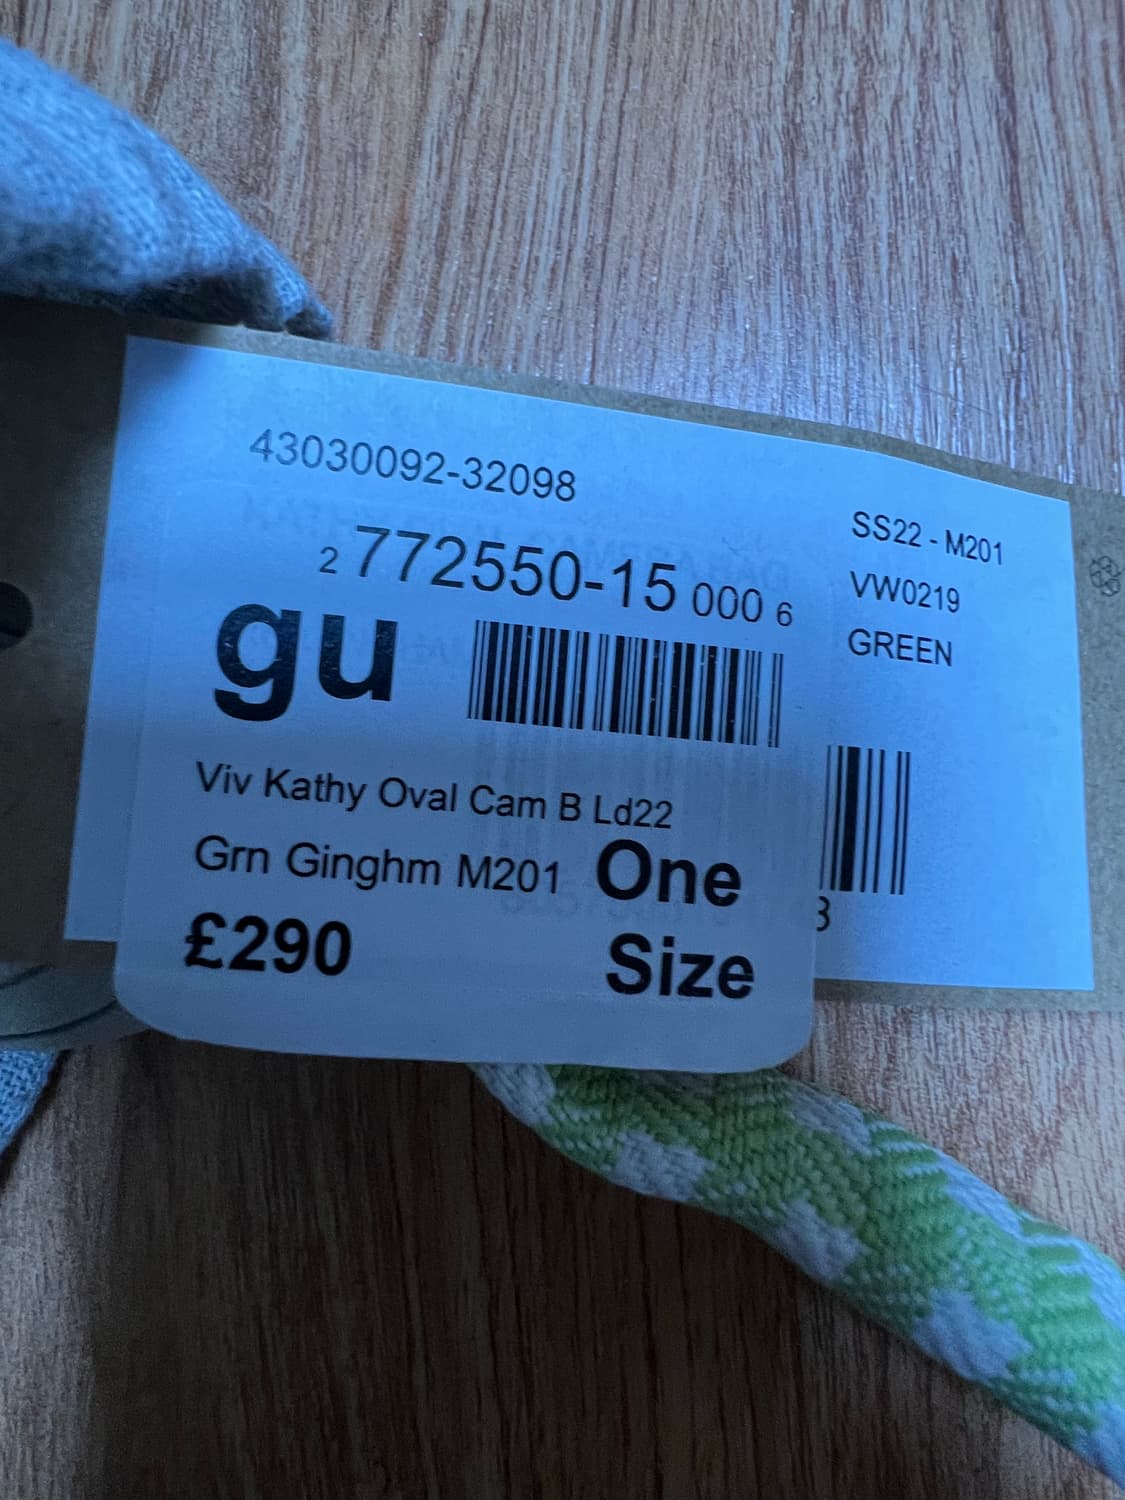 43030092-32098
SS22 - M201
VW0219
GREEN
2 772550-15 000 6
gu
Viv Kathy Oval Cam B Ld22
Grn Ginghm M201
One
Size
£290
3